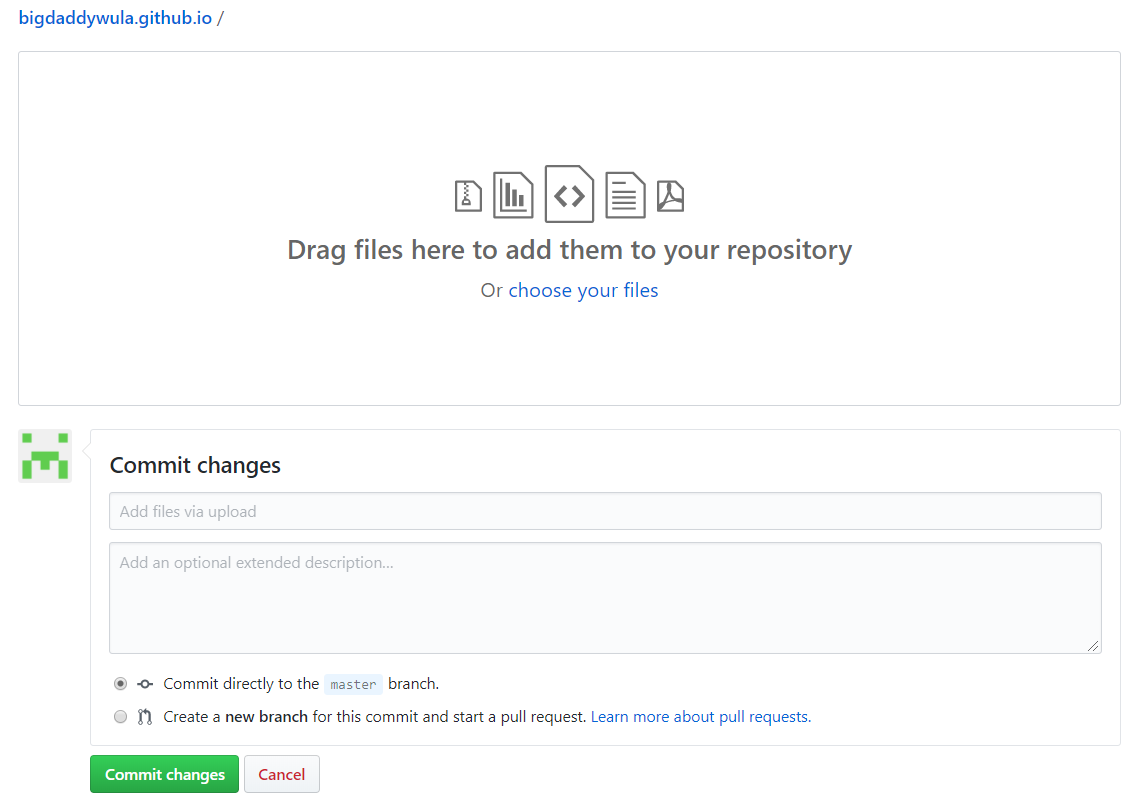 bigdaddywula.github.io /
Drag files here to add them to your repository
Or choose your files
Commit changes
Add files via upload
Add an optional extended description...
Commit directly to the master branch.
Create a new branch for this commit and start a pull request. Learn more about pull requests.
Commit changes Cancel